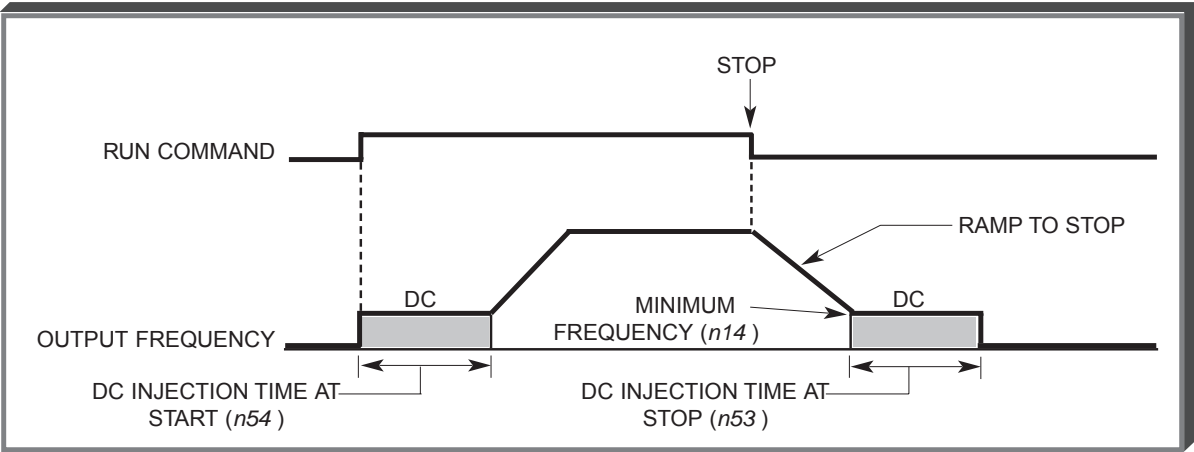 STOP
RUN COMMAND
RAMP TO STOP
DC
MINIMUM
FREQUENCY (n14 )
DC
OUTPUT FREQUENCY
DC INJECTION TIME AT
START (n54 )
DC INJECTION TIME AT
STOP (n53 )